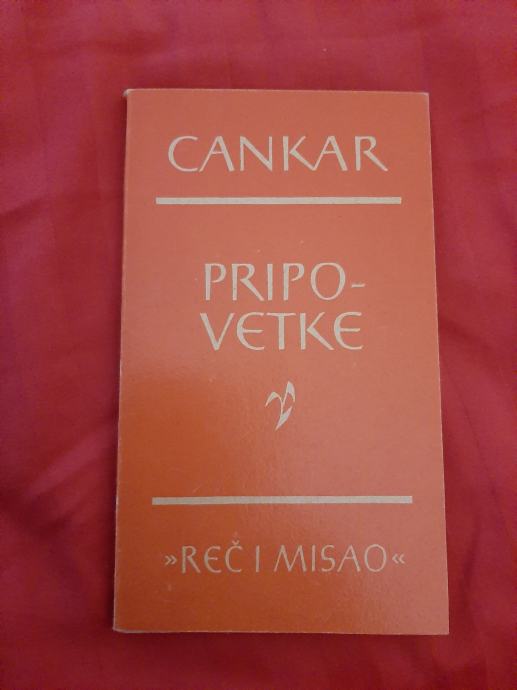 CANKAR
PRIPO-
VETKE
»REČ I MISAO«